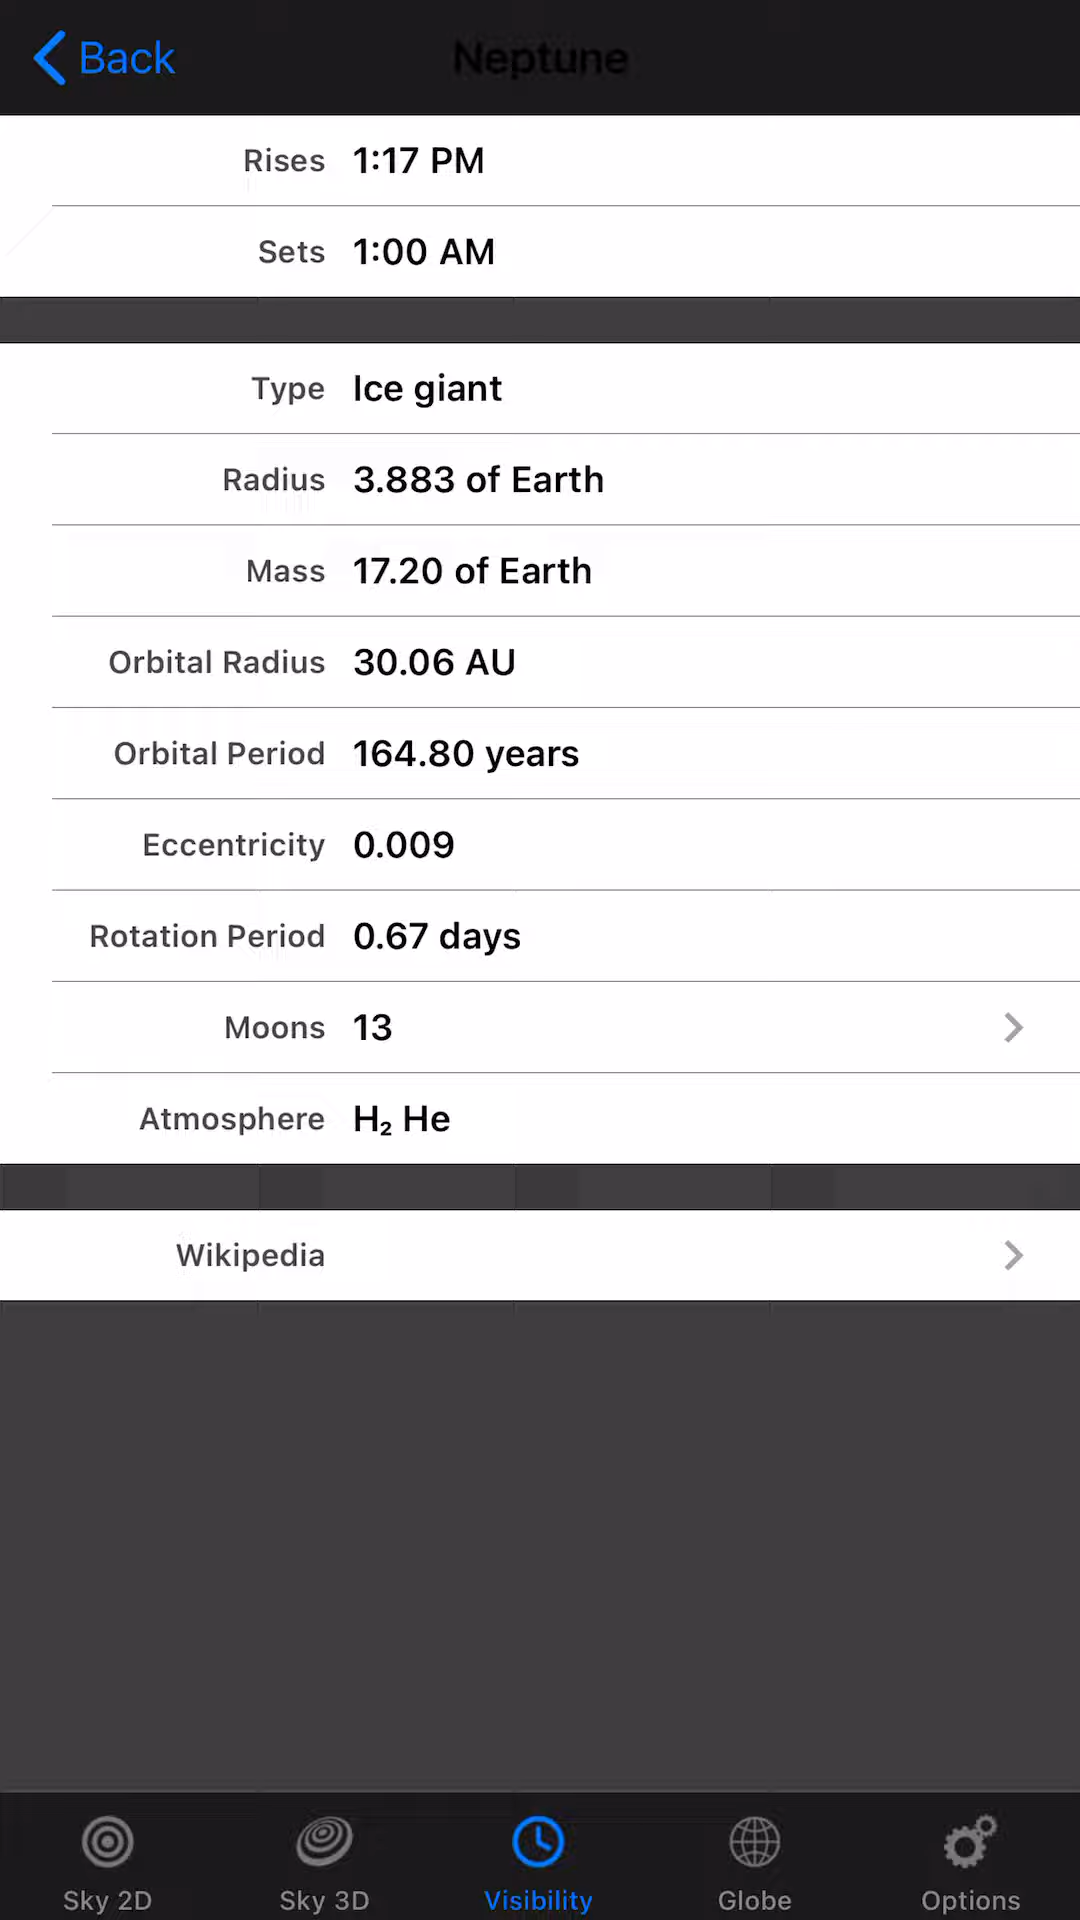 Back
Neptune
Rises 1:17 PM
Sets 1:00 AM
Type Ice giant
Radius 3.883 of Earth
Mass 17.20 of Earth
Orbital Radius 30.06 AU
Orbital Period 164.80 years
Eccentricity 0.009
Rotation Period 0.67 days
Moons 13
Atmosphere H₂ He
Wikipedia
Sky 2D
Sky 3D
Visibility
Globe
Options